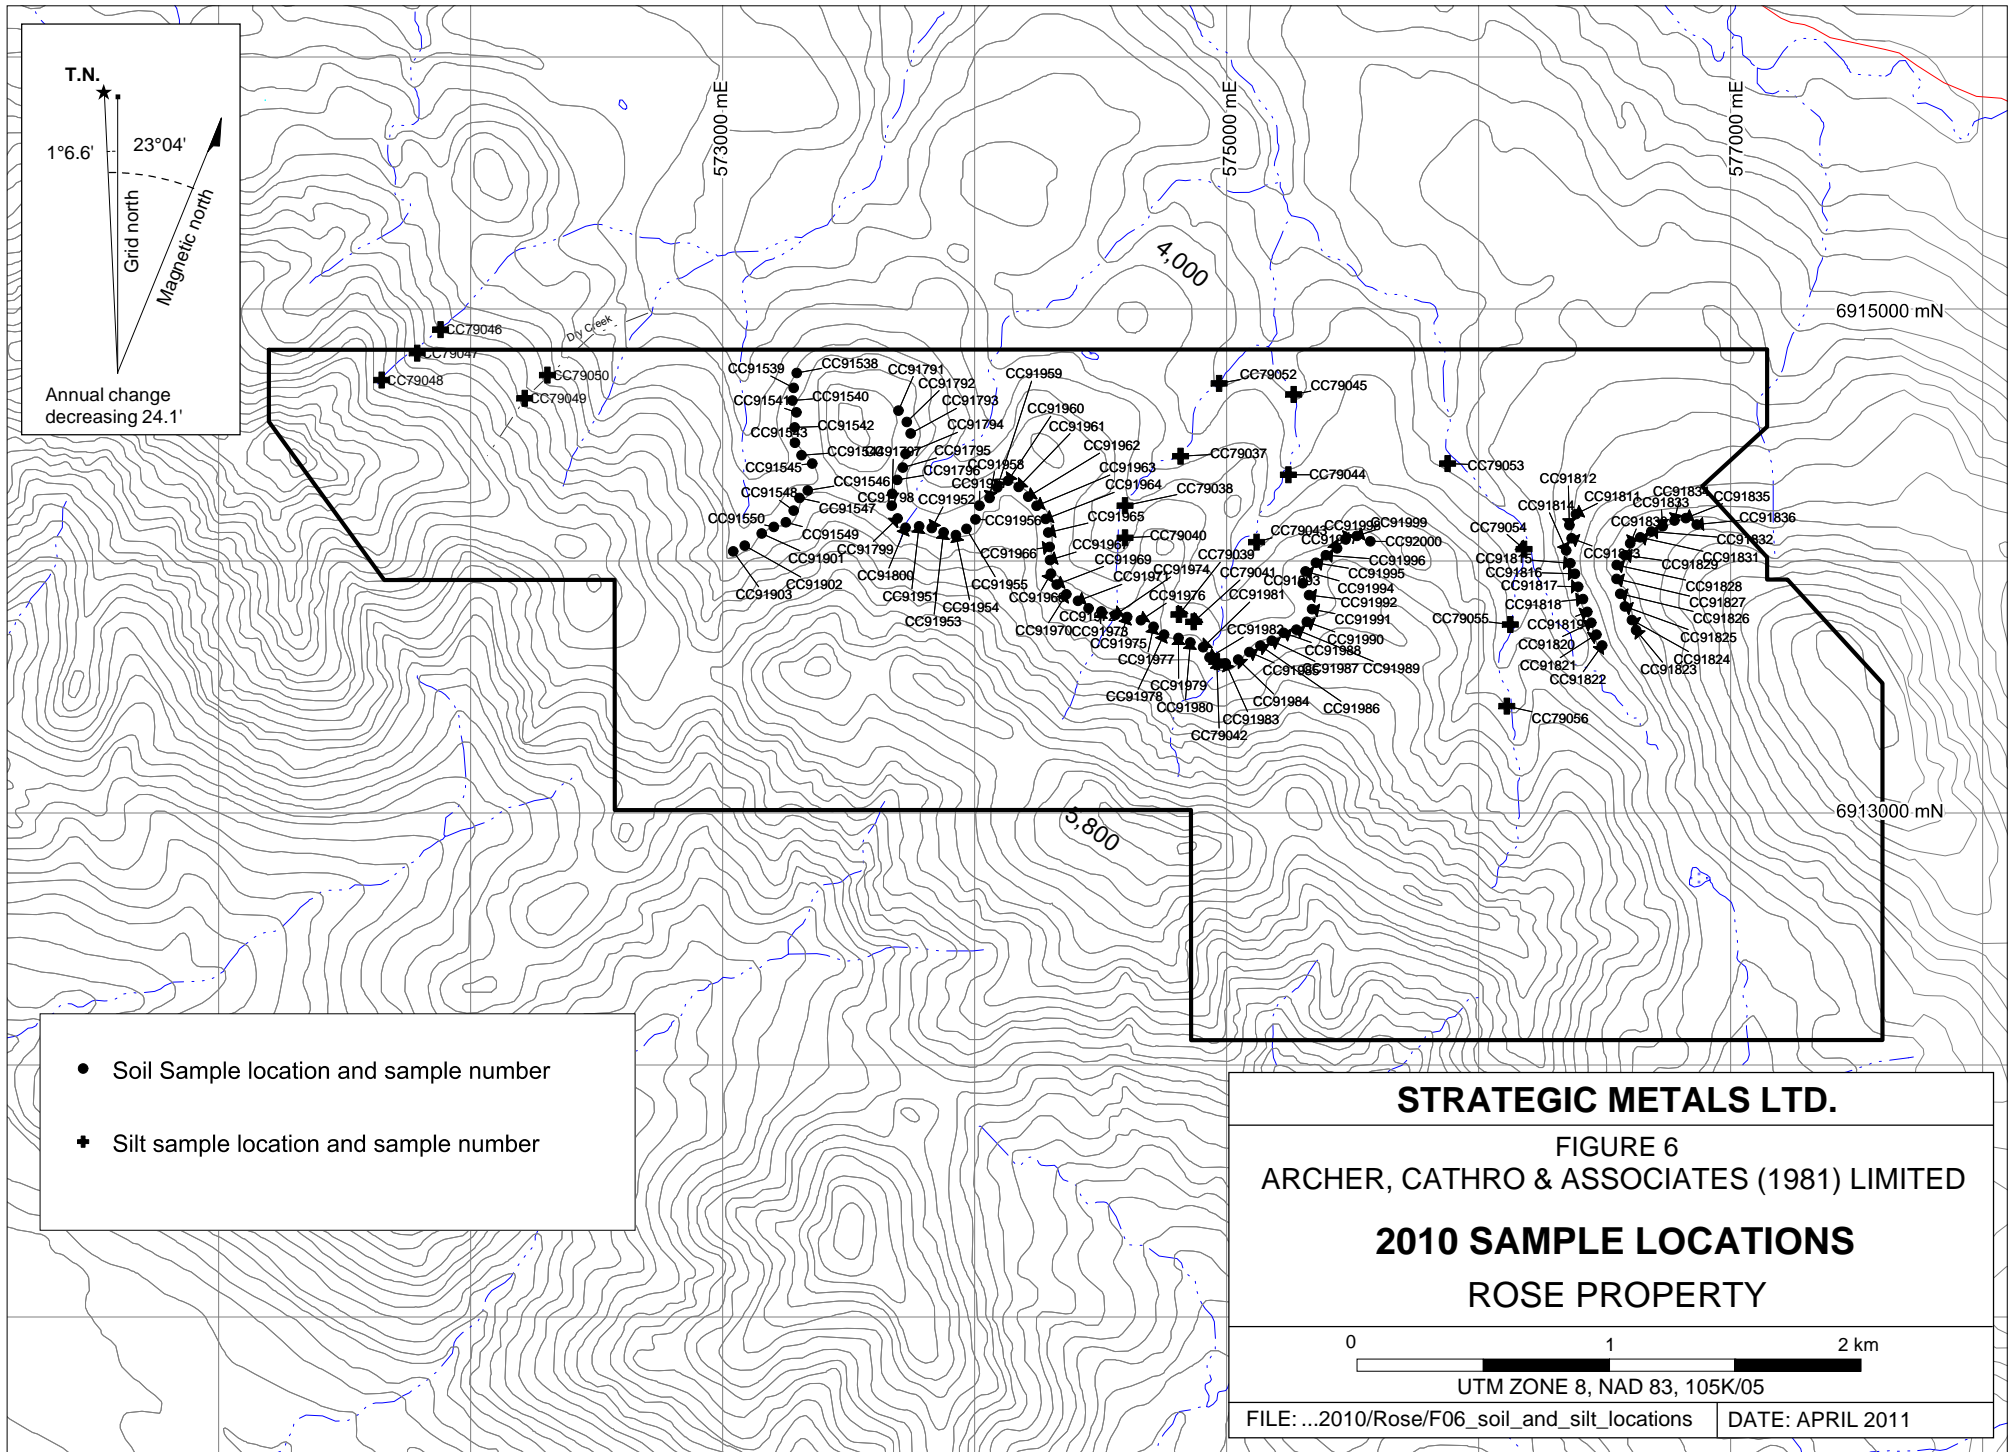 T.N.
1°6.6'
23°04'
Grid north
Magnetic north
Annual change
decreasing 24.1'
573000 mE
575000 mE
577000 mE
4,000
6915000 mN
CC79046
CC79047
CC79048
Dry Creek
CC79050
CC79049
CC91539
CC91538
CC91540
CC91541
CC91542
CC91543
CC91545
CC91546
CC91548
CC91547
CC91550
CC91549
CC91901
CC91902
CC91903
CC91791
CC91792
CC91793
CC91794
CC91795
CC91796
CC91797
CC91798
CC91799
CC91800
CC91951
CC91952
CC91953
CC91954
CC91955
CC91956
CC91958
CC91959
CC91960
CC91961
CC91962
CC91963
CC91964
CC91965
CC91966
CC91969
CC91970
CC91971
CC91973
CC91974
CC91975
CC91976
CC91977
CC91978
CC91979
CC91980
CC91981
CC91982
CC91983
CC91984
CC91986
CC91987
CC91988
CC91989
CC91990
CC91991
CC91992
CC91994
CC91995
CC91996
CC91999
CC92000
CC79052
CC79045
CC79037
CC79044
CC79038
CC79040
CC79043
CC79039
CC79041
CC79042
CC79053
CC79054
CC79055
CC79056
CC91812
CC91811
CC91814
CC91815
CC91816
CC91817
CC91818
CC91819
CC91820
CC91821
CC91822
CC91823
CC91824
CC91825
CC91826
CC91827
CC91828
CC91829
CC91831
CC91832
CC91833
CC91834
CC91835
CC91836
6913000 mN
5,800
Soil Sample location and sample number
Silt sample location and sample number
STRATEGIC METALS LTD.
FIGURE 6
ARCHER, CATHRO & ASSOCIATES (1981) LIMITED
2010 SAMPLE LOCATIONS
ROSE PROPERTY
0 1 2 km
UTM ZONE 8, NAD 83, 105K/05
FILE: ...2010/Rose/F06_soil_and_silt_locations
DATE: APRIL 2011